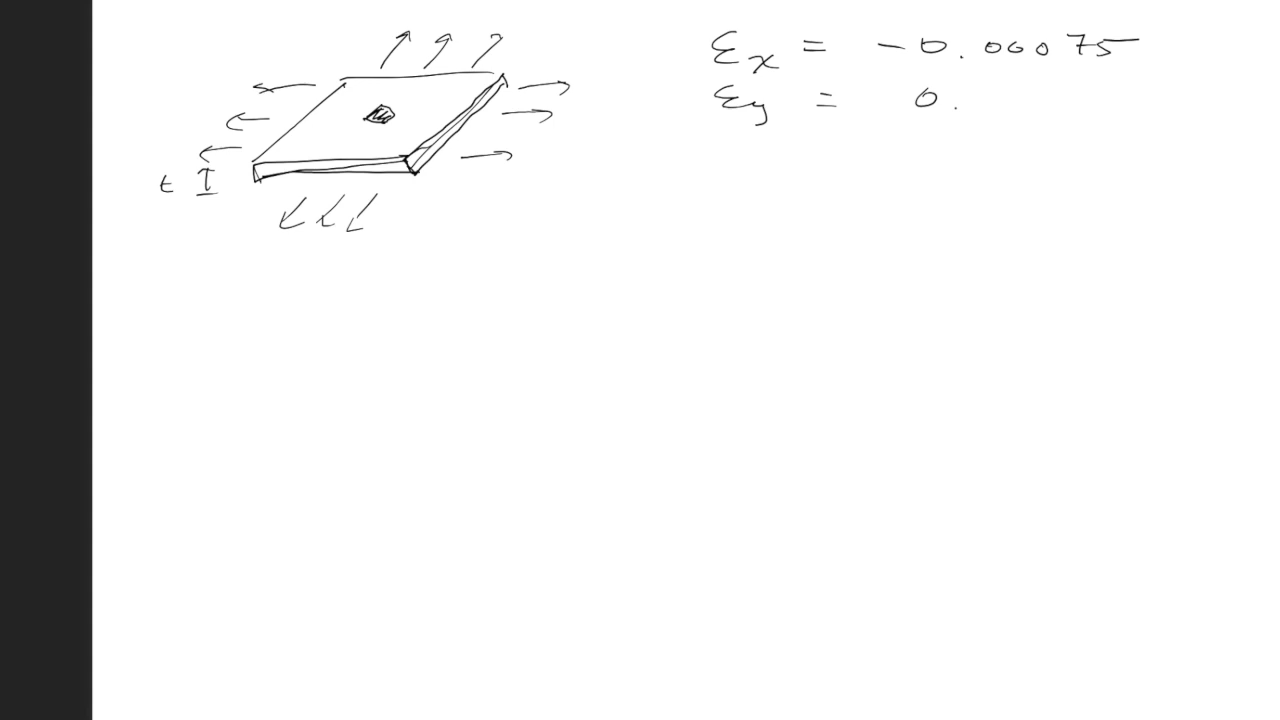 εx = -0.00075
εy = 0.
t